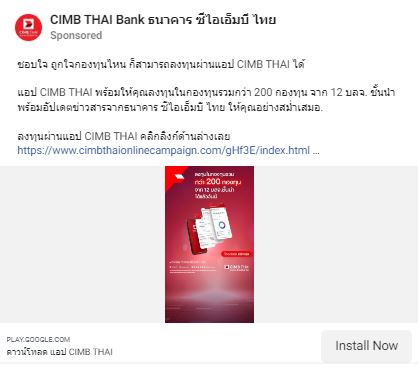 CIMB THAI Bank ธนาคาร ซีไอเอ็มบี ไทย
Sponsored
ชอบใจ ถูกใจกองทุนไหน ก็สามารถลงทุนผ่านแอป CIMB THAI ได้
แอป CIMB THAI พร้อมให้คุณลงทุนในกองทุนรวมกว่า 200 กองทุน จาก 12 บลจ. ชั้นนำ
พร้อมอัปเดตข่าวสารจากธนาคาร ซีไอเอ็มบี ไทย ให้คุณอย่างสม่ำเสมอ.
ลงทุนผ่านแอป CIMB THAI คลิกลิงก์ด้านล่างเลย
https://www.cimbthaionlinecampaign.com/gHf3E/index.html ...
ลงทุนในกองทุนรวม
กว่า 200 กองทุน
จาก 12 บลจ.ชั้นนำ
ได้แล้ววันนี้
CIMB THAI
PLAY.GOOGLE.COM
ดาวน์โหลด แอป CIMB THAI
Install Now